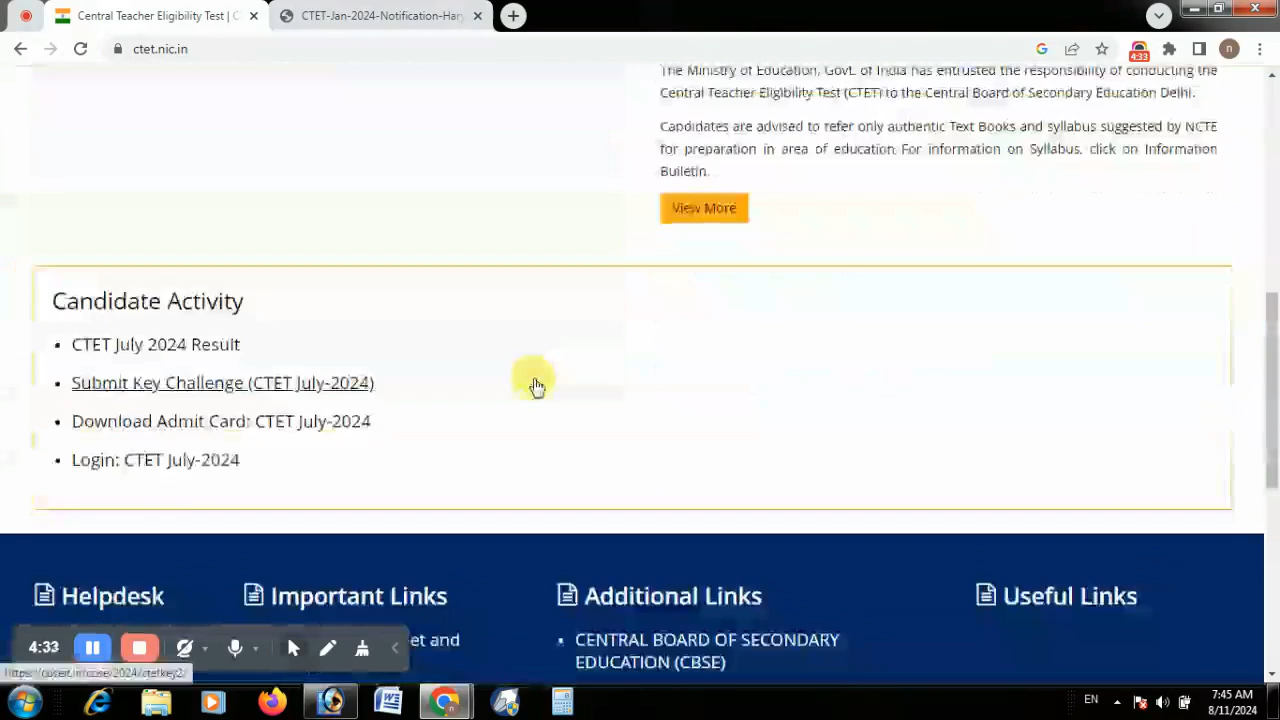 Central Teacher Eligibility Test | C
CTET-Jan-2024-Notification-Har
ctet.nic.in
n
4:33
The Ministry of Education, Govt. of India has entrusted the responsibility of conducting the
Central Teacher Eligibility Test (CTET) to the Central Board of Secondary Education Delhi.
Candidates are advised to refer only authentic Text Books and syllabus suggested by NCTE
for preparation in area of education. For information on Syllabus, click on Information
Bulletin.
View More
Candidate Activity
CTET July 2024 Result
Submit Key Challenge (CTET July-2024)
Download Admit Card: CTET July-2024
Login: CTET July-2024
Helpdesk
Important Links
Additional Links
Useful Links
et and
CENTRAL BOARD OF SECONDARY
EDUCATION (CBSE)
4:33
EN
7:45 AM
8/11/2024